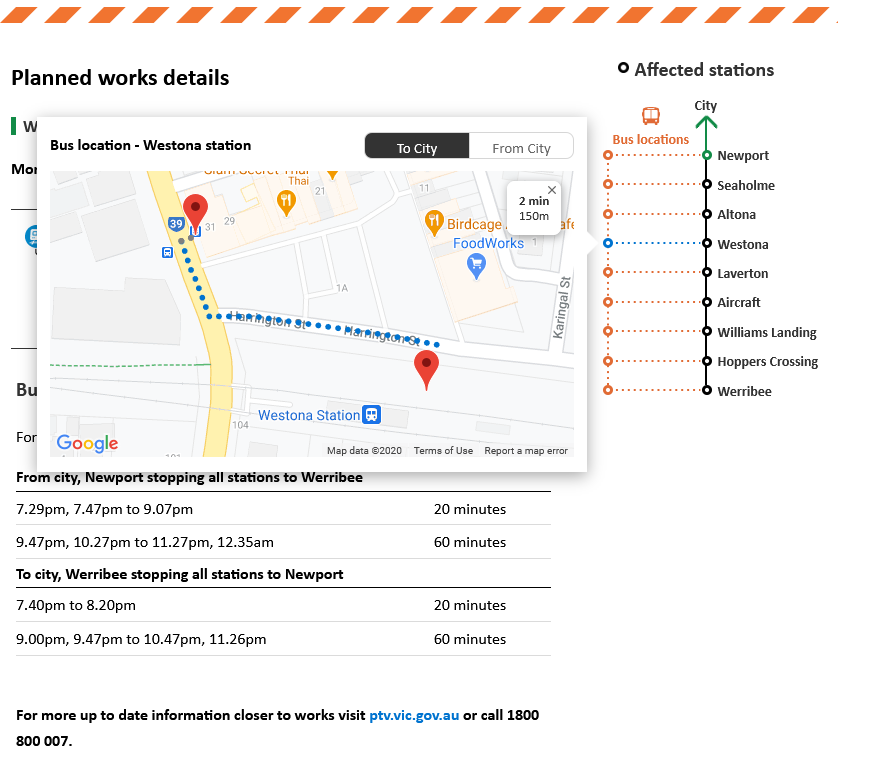 Planned works details
Affected stations
City
Bus locations
Newport
Seaholme
Altona
Westona
Laverton
Aircraft
Williams Landing
Hoppers Crossing
Werribee
W
Mor
Bus location - Westona station
To City
From City
Siam Secret Thai
Thai
21
11
2 min
150m
39
31
29
Birdcage
afe
FoodWorks
1
1A
Karingal St
Harrington St
Harrington St
Westona Station
104
101
Google
Map data ©2020
Terms of Use
Report a map error
Bu
For
From city, Newport stopping all stations to Werribee
7.29pm, 7.47pm to 9.07pm 20 minutes
9.47pm, 10.27pm to 11.27pm, 12.35am 60 minutes
To city, Werribee stopping all stations to Newport
7.40pm to 8.20pm 20 minutes
9.00pm, 9.47pm to 10.47pm, 11.26pm 60 minutes
For more up to date information closer to works visit ptv.vic.gov.au or call 1800
800 007.